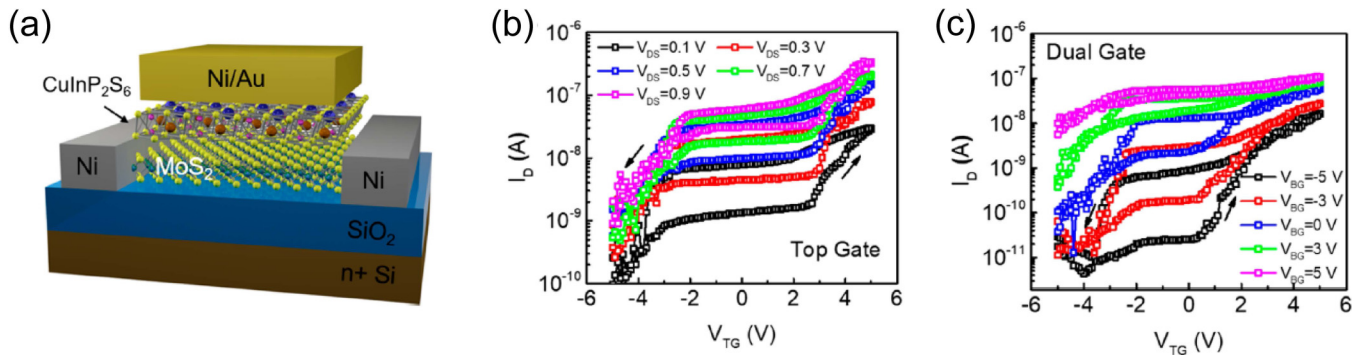 (a)
Ni/Au
CuInP₂S₆
Ni
MoS₂
Ni
SiO₂
n+ Si
(b)
10⁻⁶
10⁻⁷
10⁻⁸
10⁻⁹
10⁻¹⁰
I_D (A)
V_DS=0.1 V
V_DS=0.3 V
V_DS=0.5 V
V_DS=0.7 V
V_DS=0.9 V
Top Gate
-6 -4 -2 0 2 4 6
V_TG (V)
(c)
10⁻⁶
10⁻⁷
10⁻⁸
10⁻⁹
10⁻¹⁰
10⁻¹¹
I_D (A)
Dual Gate
V_BG=-5 V
V_BG=-3 V
V_BG=0 V
V_BG=3 V
V_BG=5 V
-6 -4 -2 0 2 4 6
V_TG (V)